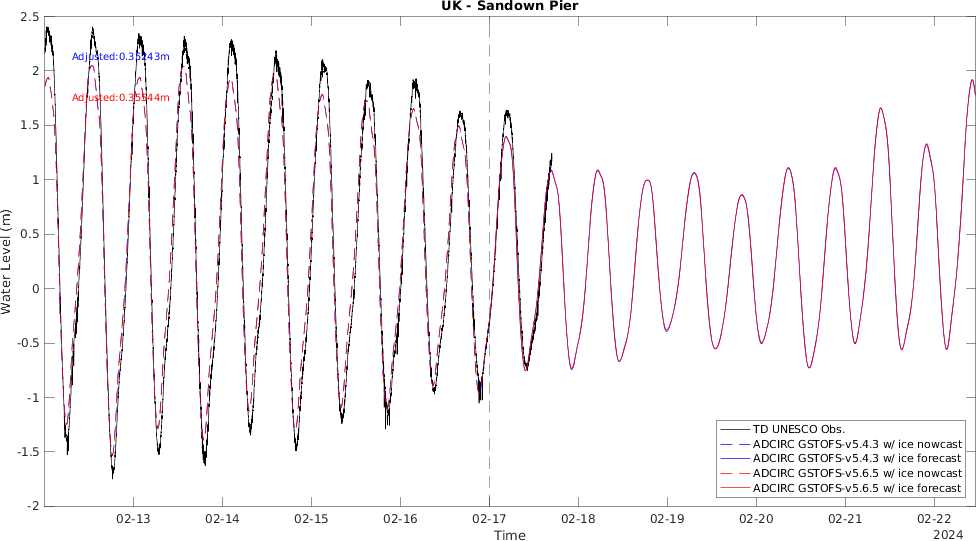 UK - Sandown Pier
2.5
2
1.5
1
0.5
0
-0.5
-1
-1.5
-2
Water Level (m)
Adjusted:0.35243m
Adjusted:0.35544m
TD UNESCO Obs.
ADCIRC GSTOFS-v5.4.3 w/ ice nowcast
ADCIRC GSTOFS-v5.4.3 w/ ice forecast
ADCIRC GSTOFS-v5.6.5 w/ ice nowcast
ADCIRC GSTOFS-v5.6.5 w/ ice forecast
02-13 02-14 02-15 02-16 02-17 02-18 02-19 02-20 02-21 02-22
Time
2024